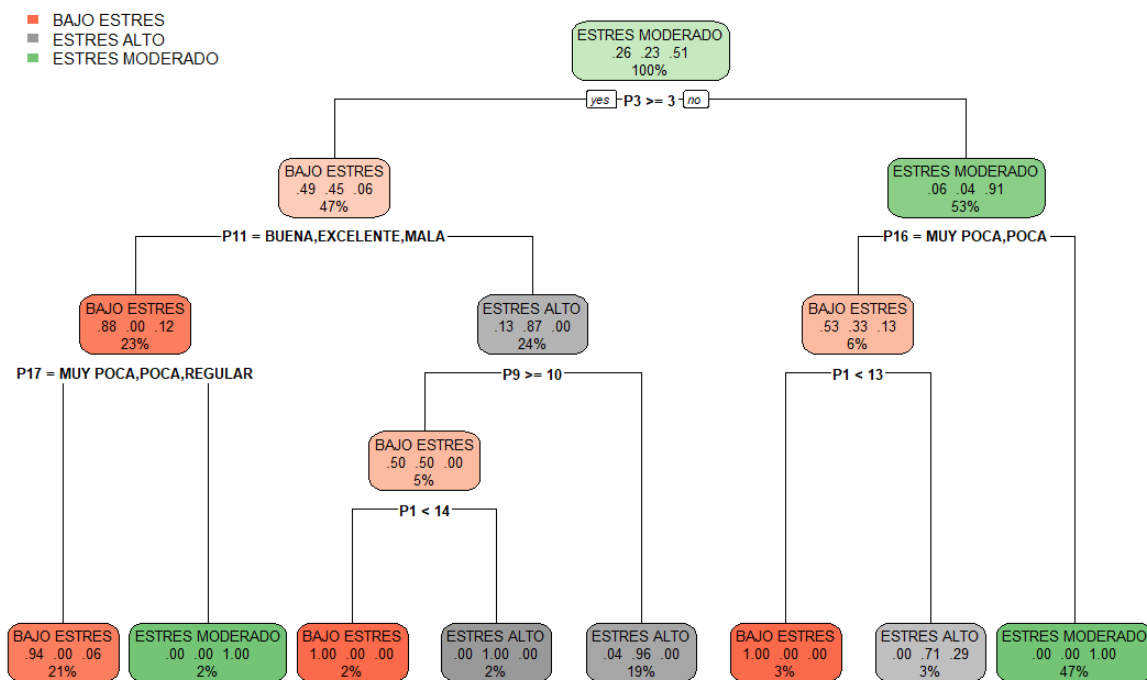 BAJO ESTRES
ESTRES ALTO
ESTRES MODERADO
ESTRES MODERADO
.26 .23 .51
100%
yes P3 >= 3 no
BAJO ESTRES
.49 .45 .06
47%
ESTRES MODERADO
.06 .04 .91
53%
P11 = BUENA,EXCELENTE,MALA
P16 = MUY POCA,POCA
BAJO ESTRES
.88 .00 .12
23%
ESTRES ALTO
.13 .87 .00
24%
BAJO ESTRES
.53 .33 .13
6%
P17 = MUY POCA,POCA,REGULAR
P9 >= 10
P1 < 13
BAJO ESTRES
.50 .50 .00
5%
P1 < 14
BAJO ESTRES
.94 .00 .06
21%
ESTRES MODERADO
.00 .00 1.00
2%
BAJO ESTRES
1.00 .00 .00
2%
ESTRES ALTO
.00 1.00 .00
2%
ESTRES ALTO
.04 .96 .00
19%
BAJO ESTRES
1.00 .00 .00
3%
ESTRES ALTO
.00 .71 .29
3%
ESTRES MODERADO
.00 .00 1.00
47%